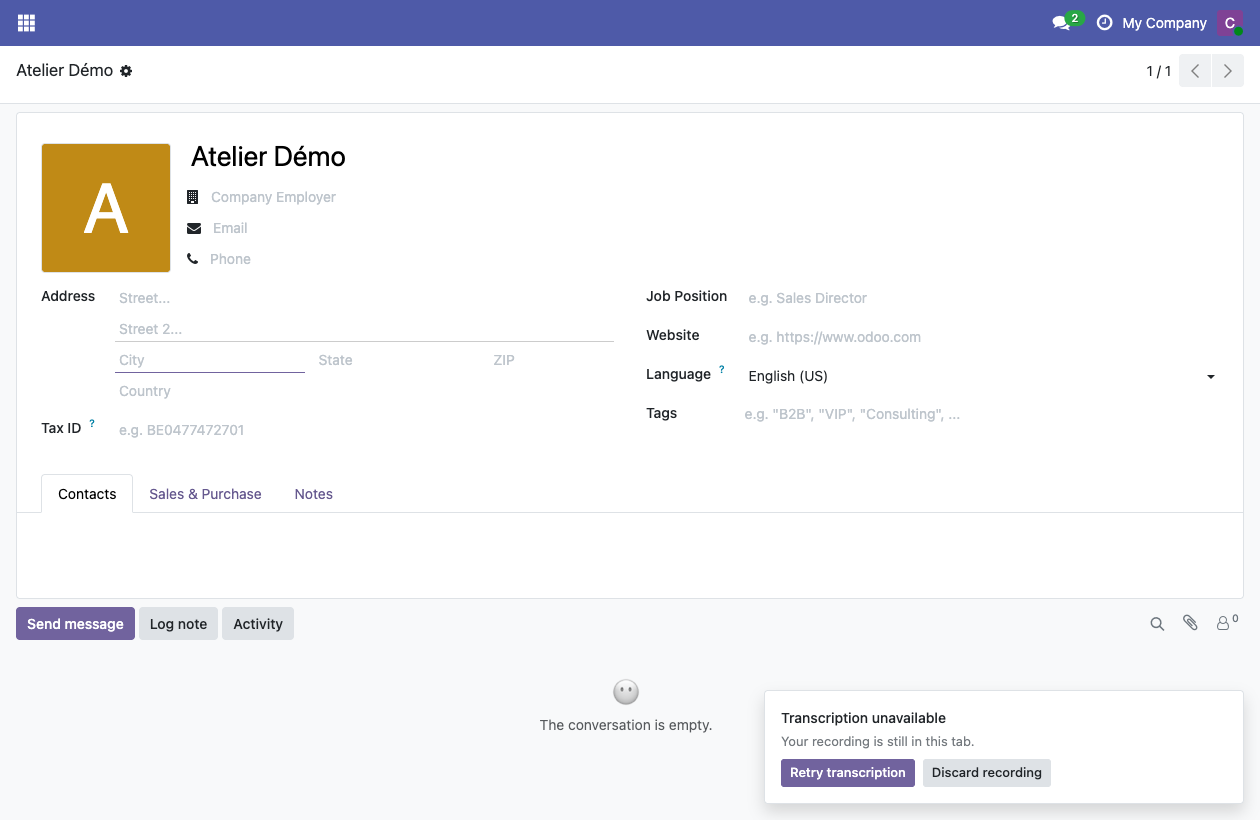 2
My Company
C
Atelier Démo
1 / 1
A
Atelier Démo
Company Employer
Email
Phone
Address
Street...
Street 2...
City State ZIP
Country
Tax ID ?
e.g. BE0477472701
Job Position
e.g. Sales Director
Website
e.g. https://www.odoo.com
Language ?
English (US)
Tags
e.g. "B2B", "VIP", "Consulting", ...
Contacts Sales & Purchase Notes
Send message Log note Activity
0
The conversation is empty.
Transcription unavailable
Your recording is still in this tab.
Retry transcription Discard recording